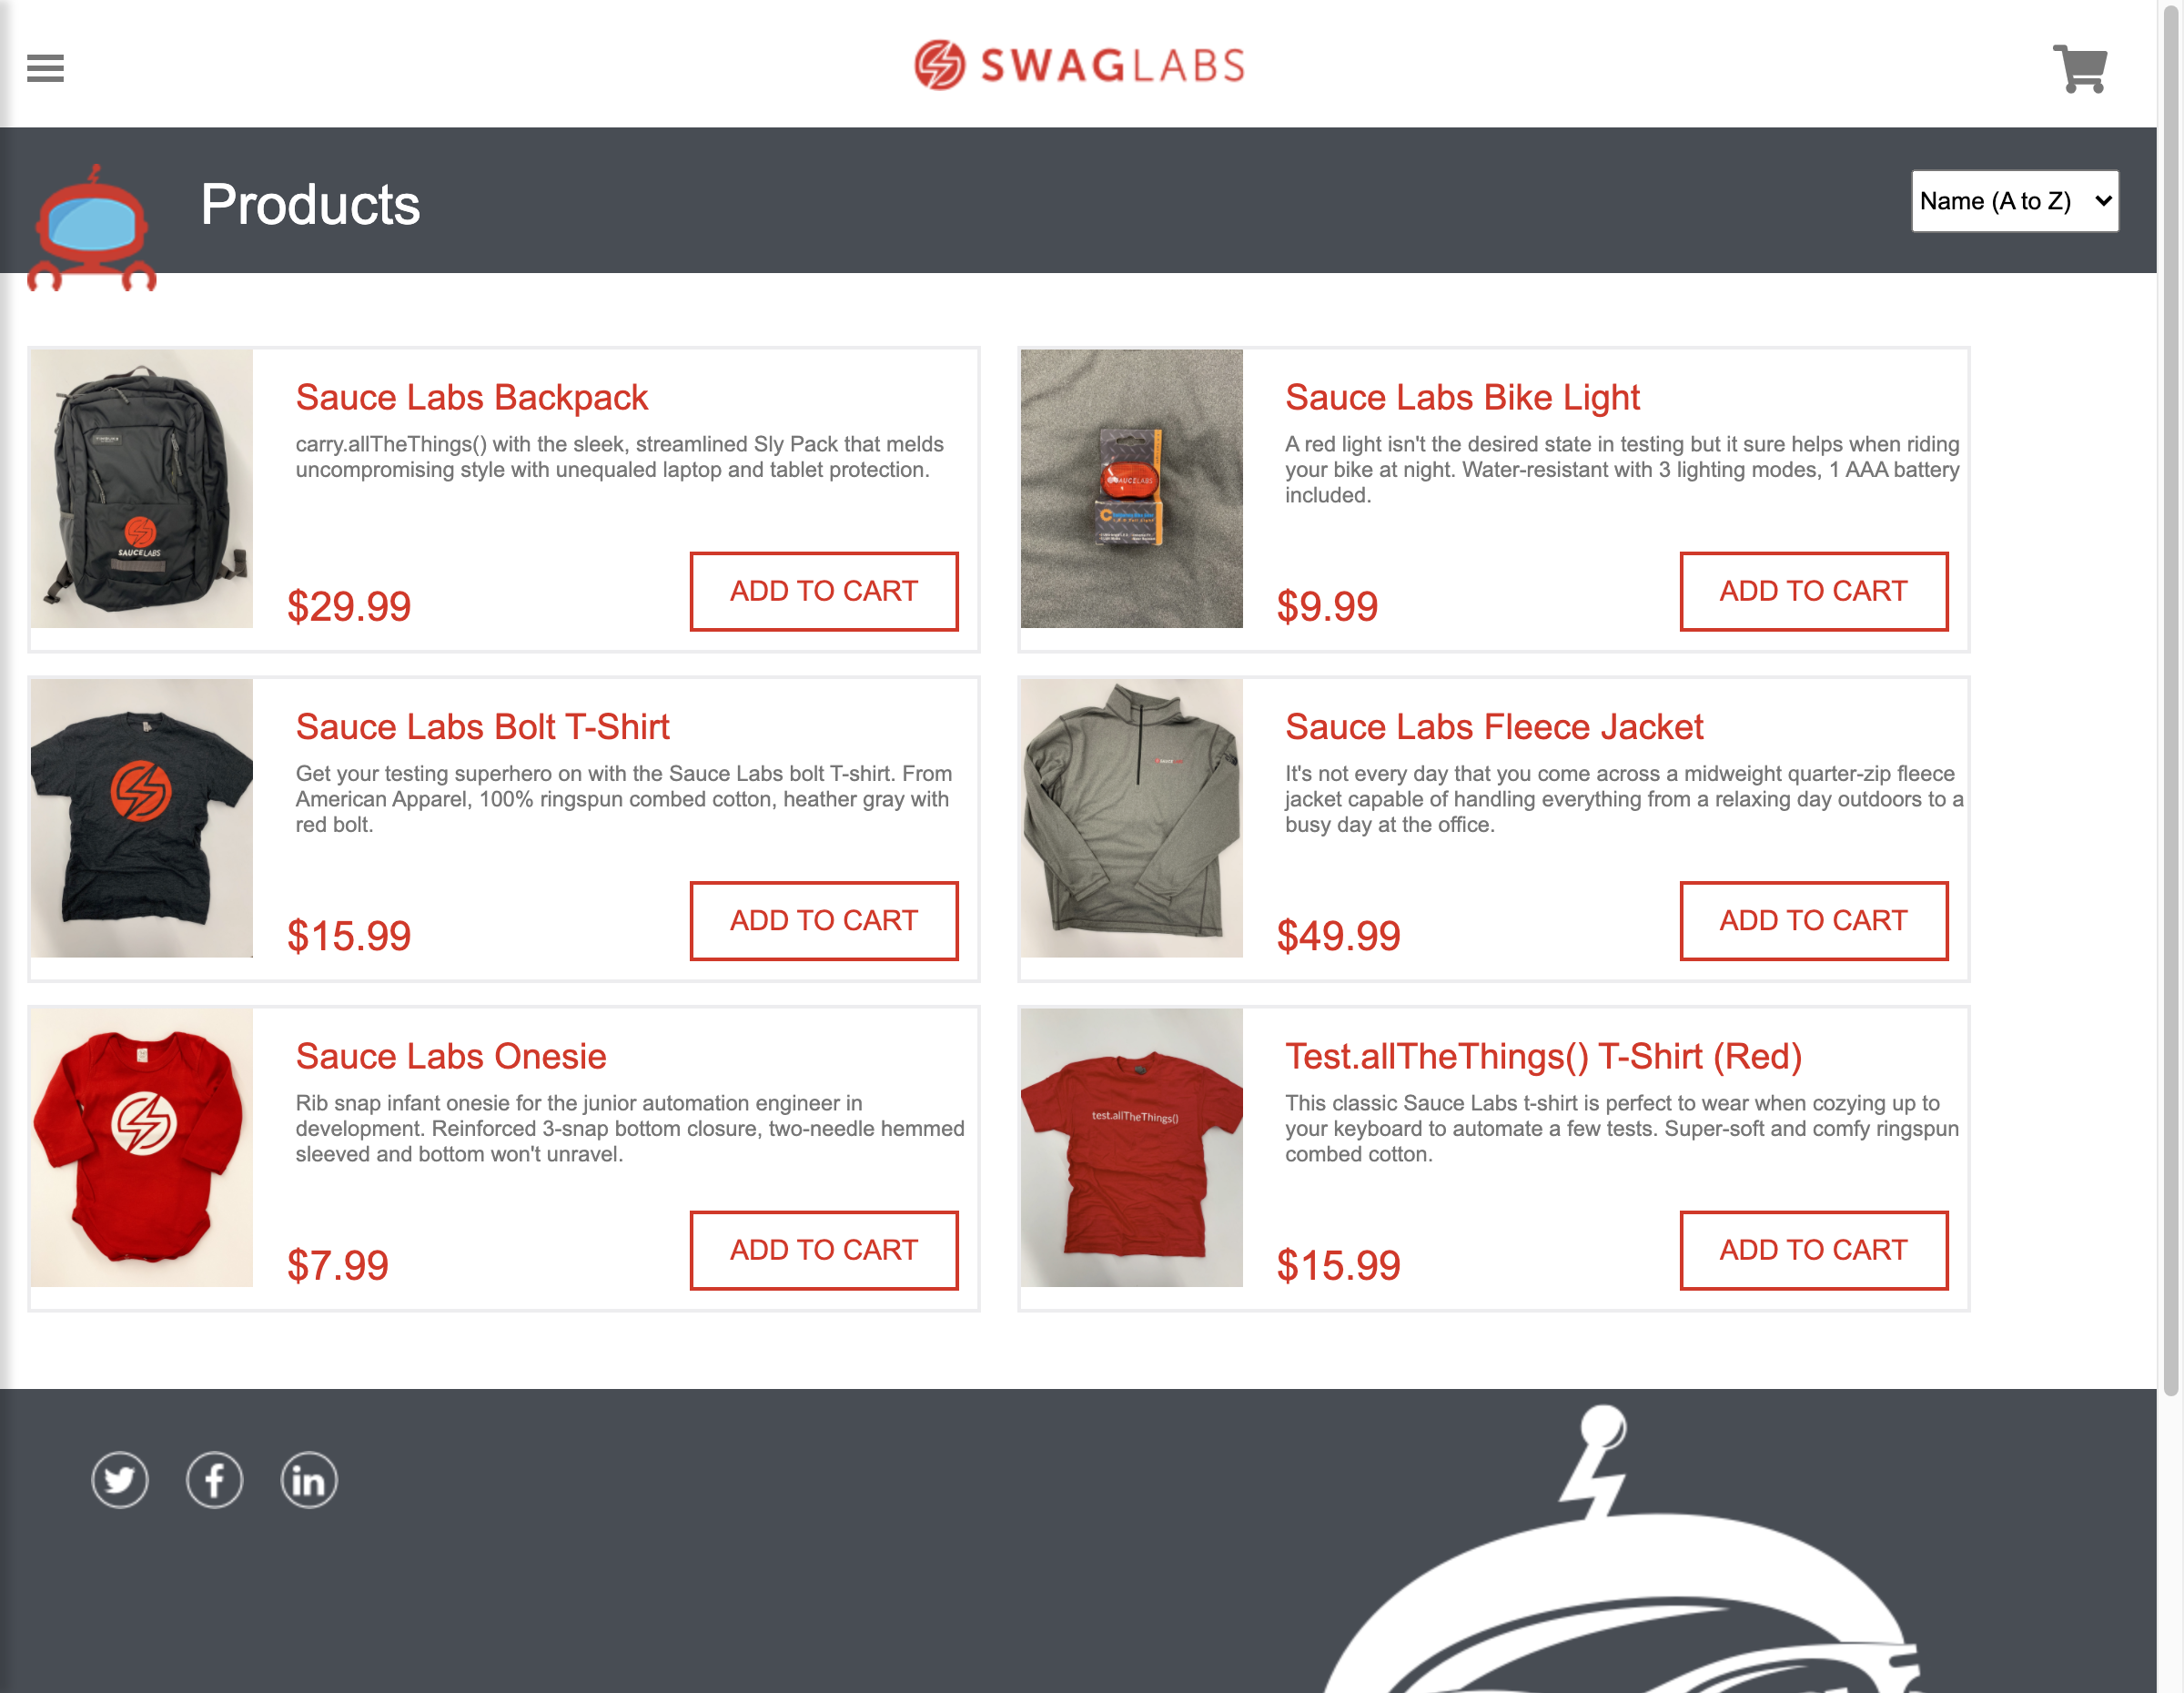 SWAGLABS
Products
Name (A to Z)
Sauce Labs Backpack
carry.allTheThings() with the sleek, streamlined Sly Pack that melds
uncompromising style with unequaled laptop and tablet protection.
$29.99
ADD TO CART
SAUCELABS
Sauce Labs Bike Light
A red light isn't the desired state in testing but it sure helps when riding
your bike at night. Water-resistant with 3 lighting modes, 1 AAA battery
included.
$9.99
ADD TO CART
SAUCELABS
Sauce Labs Bolt T-Shirt
Get your testing superhero on with the Sauce Labs bolt T-shirt. From
American Apparel, 100% ringspun combed cotton, heather gray with
red bolt.
$15.99
ADD TO CART
Sauce Labs Fleece Jacket
It's not every day that you come across a midweight quarter-zip fleece
jacket capable of handling everything from a relaxing day outdoors to a
busy day at the office.
$49.99
ADD TO CART
Sauce Labs Onesie
Rib snap infant onesie for the junior automation engineer in
development. Reinforced 3-snap bottom closure, two-needle hemmed
sleeved and bottom won't unravel.
$7.99
ADD TO CART
test.allTheThings()
Test.allTheThings() T-Shirt (Red)
This classic Sauce Labs t-shirt is perfect to wear when cozying up to
your keyboard to automate a few tests. Super-soft and comfy ringspun
combed cotton.
$15.99
ADD TO CART